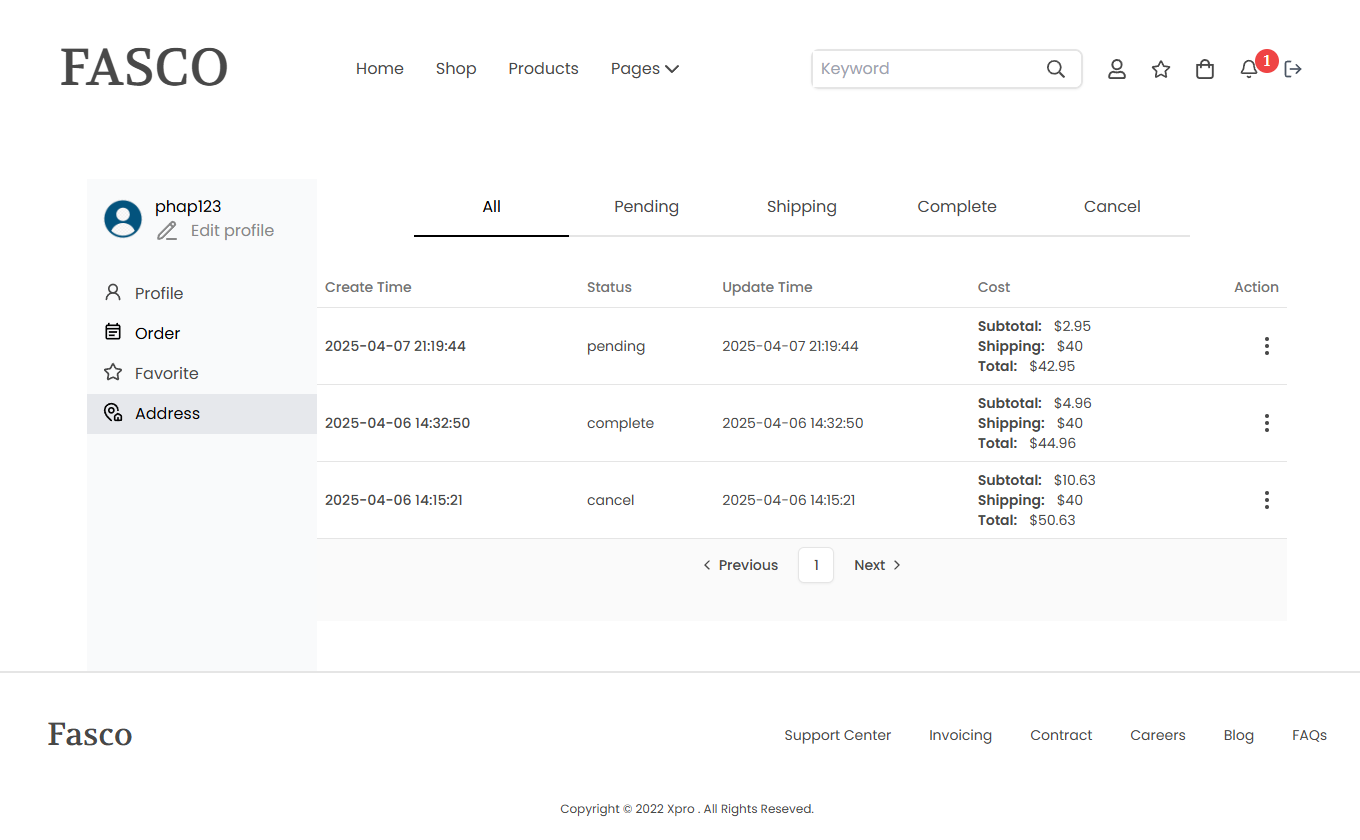 FASCO
Home Shop Products Pages
Keyword
1
phap123
Edit profile
Profile
Order
Favorite
Address
All Pending Shipping Complete Cancel
Create Time Status Update Time Cost Action
2025-04-07 21:19:44 pending 2025-04-07 21:19:44
Subtotal: $2.95
Shipping: $40
Total: $42.95
2025-04-06 14:32:50 complete 2025-04-06 14:32:50
Subtotal: $4.96
Shipping: $40
Total: $44.96
2025-04-06 14:15:21 cancel 2025-04-06 14:15:21
Subtotal: $10.63
Shipping: $40
Total: $50.63
Previous 1 Next
Fasco
Support Center Invoicing Contract Careers Blog FAQs
Copyright © 2022 Xpro . All Rights Reseved.